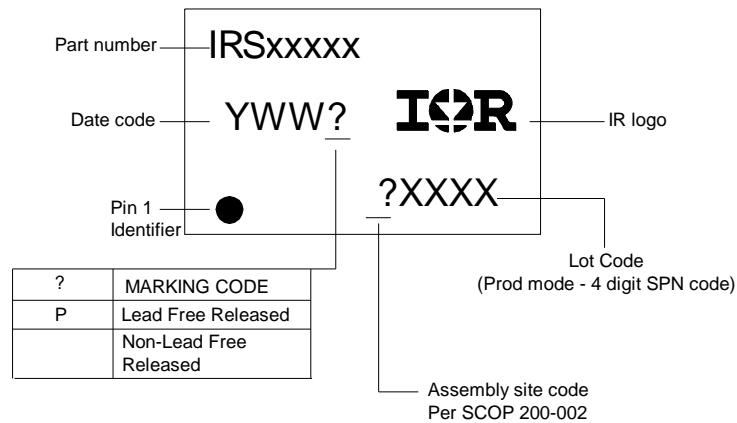 Part number
IRSxxxxx
Date code
YWW?
IOR
IR logo
?XXXX
Pin 1
Identifier
Lot Code
(Prod mode - 4 digit SPN code)
? MARKING CODE
P Lead Free Released
Non-Lead Free
Released
Assembly site code
Per SCOP 200-002